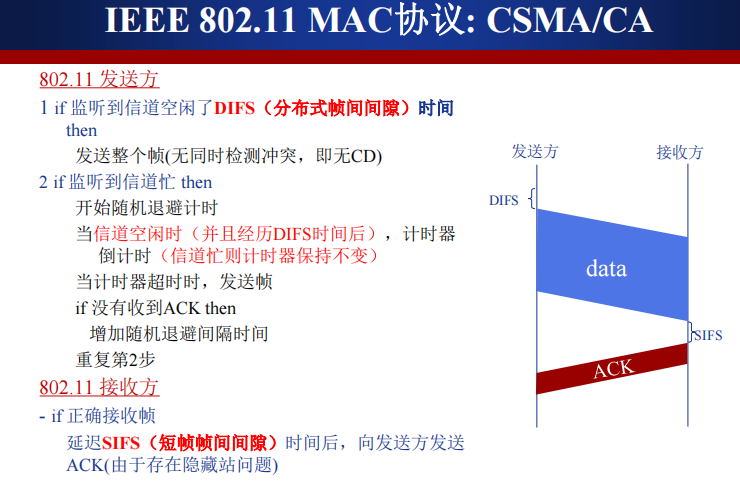 IEEE 802.11 MAC协议: CSMA/CA
802.11 发送方
1 if 监听到信道空闲了DIFS（分布式帧间间隙）时间
then
发送整个帧(无同时检测冲突，即无CD)
2 if 监听到信道忙 then
开始随机退避计时
当信道空闲时（并且经历DIFS时间后），计时器
倒计时（信道忙则计时器保持不变）
当计时器超时时，发送帧
if 没有收到ACK then
增加随机退避间隔时间
重复第2步
802.11 接收方
- if 正确接收帧
延迟SIFS（短帧帧间间隙）时间后，向发送方发送
ACK(由于存在隐藏站问题)
发送方
接收方
DIFS
data
SIFS
ACK